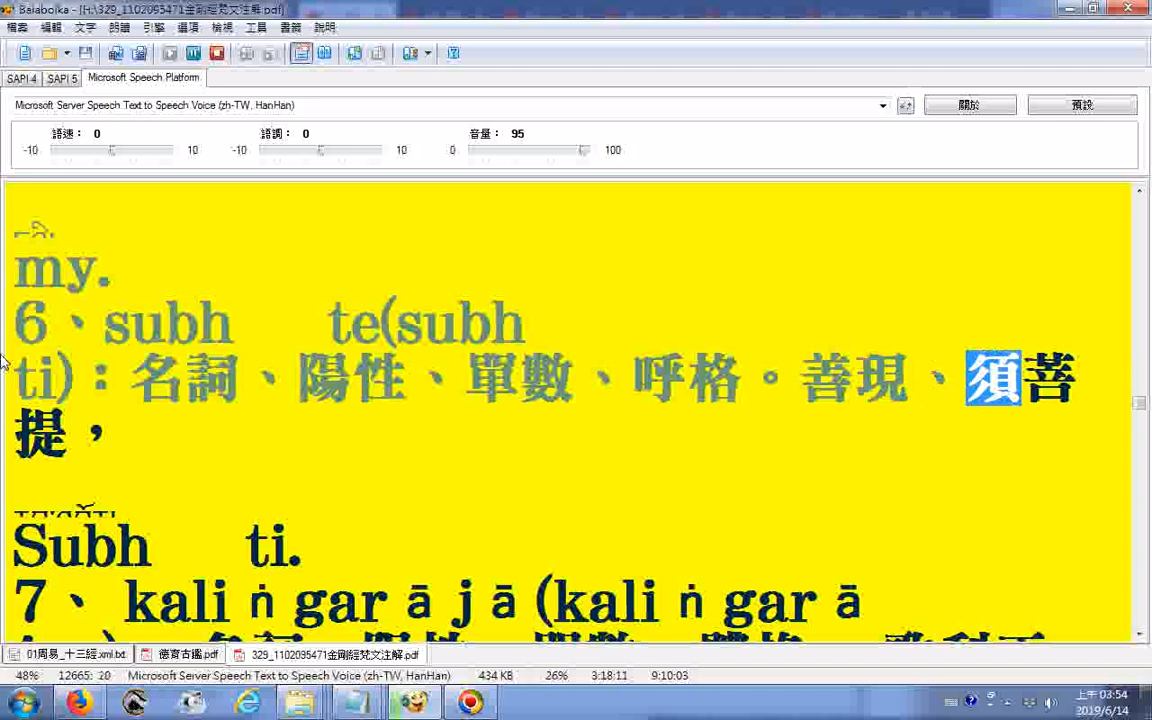 Balabolka - [H:\329_1102095471金剛經梵文注解.pdf]
檔案 編輯 文字 朗讀 引擎 選項 檢視 工具 書籤 說明
SAPI 4 SAPI 5 Microsoft Speech Platform
Microsoft Server Speech Text to Speech Voice (zh-TW, HanHan) 關於 預設
語速： 0 語調： 0 音量： 95
-10 10 -10 10 0 100
my.
6、subh te(subh
ti)：名詞、陽性、單數、呼格。善現、須菩
提，
Subh ti.
7、 kali ṅ gar ā j ā (kali ṅ gar ā
01周易_十三經.xml.txt 德育古鑑.pdf 329_1102095471金剛經梵文注解.pdf
48% 12665: 20 Microsoft Server Speech Text to Speech Voice (zh-TW, HanHan) 434 KB 26% 3:18:11 9:10:03
上午 03:54
2019/6/14